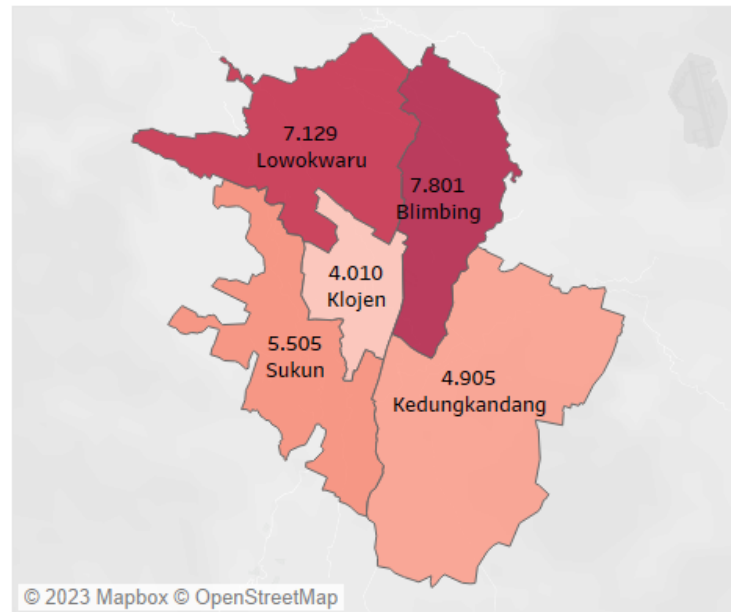 7.129
Lowokwaru
7.801
Blimbing
4.010
Klojen
5.505
Sukun
4.905
Kedungkandang
© 2023 Mapbox © OpenStreetMap